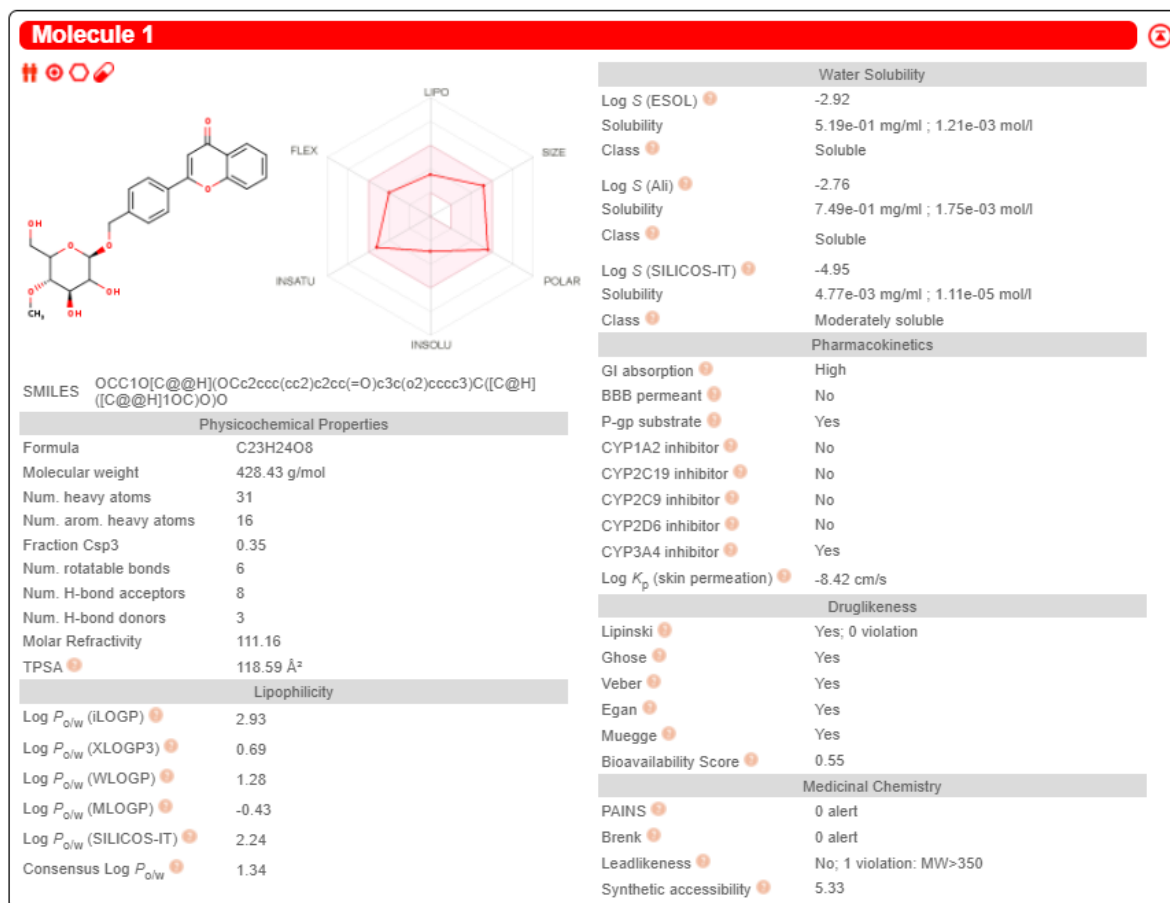 Molecule 1
O
O
O
OH
O
O
OH
OH
CH₃
LIPO
FLEX
SIZE
INSATU
POLAR
INSOLU
SMILES OCC1O[C@@H](OCc2ccc(cc2)c2cc(=O)c3c(o2)cccc3)C([C@H]
([C@@H]1OC)O)O
Physicochemical Properties
Formula C23H24O8
Molecular weight 428.43 g/mol
Num. heavy atoms 31
Num. arom. heavy atoms 16
Fraction Csp3 0.35
Num. rotatable bonds 6
Num. H-bond acceptors 8
Num. H-bond donors 3
Molar Refractivity 111.16
TPSA ? 118.59 Å²
Lipophilicity
Log Po/w (iLOGP) ? 2.93
Log Po/w (XLOGP3) ? 0.69
Log Po/w (WLOGP) ? 1.28
Log Po/w (MLOGP) ? -0.43
Log Po/w (SILICOS-IT) ? 2.24
Consensus Log Po/w ? 1.34
Water Solubility
Log S (ESOL) ? -2.92
Solubility 5.19e-01 mg/ml ; 1.21e-03 mol/l
Class ? Soluble
Log S (Ali) ? -2.76
Solubility 7.49e-01 mg/ml ; 1.75e-03 mol/l
Class ? Soluble
Log S (SILICOS-IT) ? -4.95
Solubility 4.77e-03 mg/ml ; 1.11e-05 mol/l
Class ? Moderately soluble
Pharmacokinetics
GI absorption ? High
BBB permeant ? No
P-gp substrate ? Yes
CYP1A2 inhibitor ? No
CYP2C19 inhibitor ? No
CYP2C9 inhibitor ? No
CYP2D6 inhibitor ? No
CYP3A4 inhibitor ? Yes
Log Kp (skin permeation) ? -8.42 cm/s
Druglikeness
Lipinski ? Yes; 0 violation
Ghose ? Yes
Veber ? Yes
Egan ? Yes
Muegge ? Yes
Bioavailability Score ? 0.55
Medicinal Chemistry
PAINS ? 0 alert
Brenk ? 0 alert
Leadlikeness ? No; 1 violation: MW>350
Synthetic accessibility ? 5.33